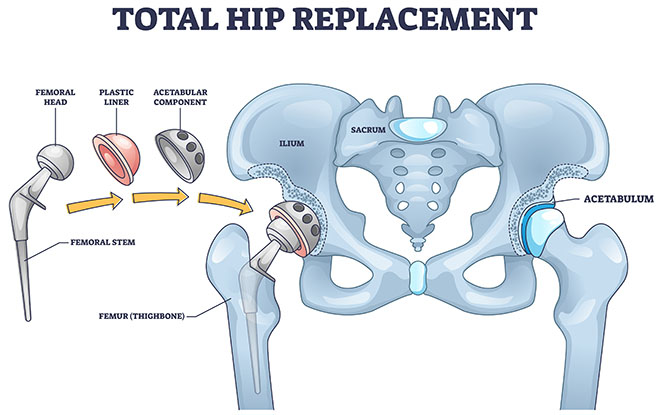 TOTAL HIP REPLACEMENT
FEMORAL
HEAD
PLASTIC
LINER
ACETABULAR
COMPONENT
ILIUM
SACRUM
ACETABULUM
FEMORAL STEM
FEMUR (THIGHBONE)